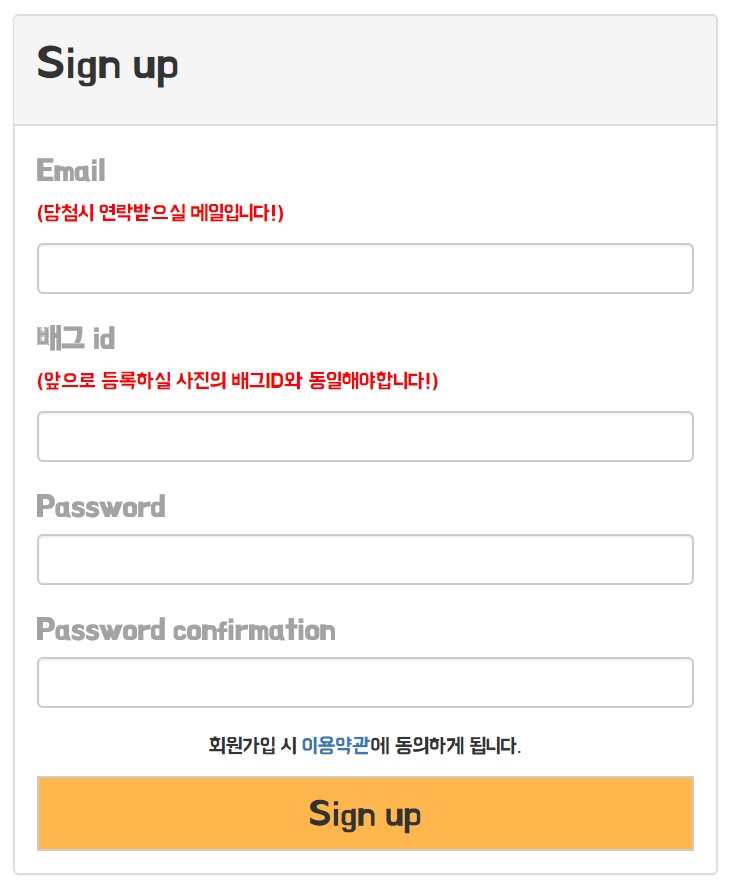 Sign up
Email
(당첨시 연락받으실 메일입니다!)
배그 id
(앞으로 등록하실 사진의 배그ID와 동일해야합니다!)
Password
Password confirmation
회원가입 시 이용약관에 동의하게 됩니다.
Sign up